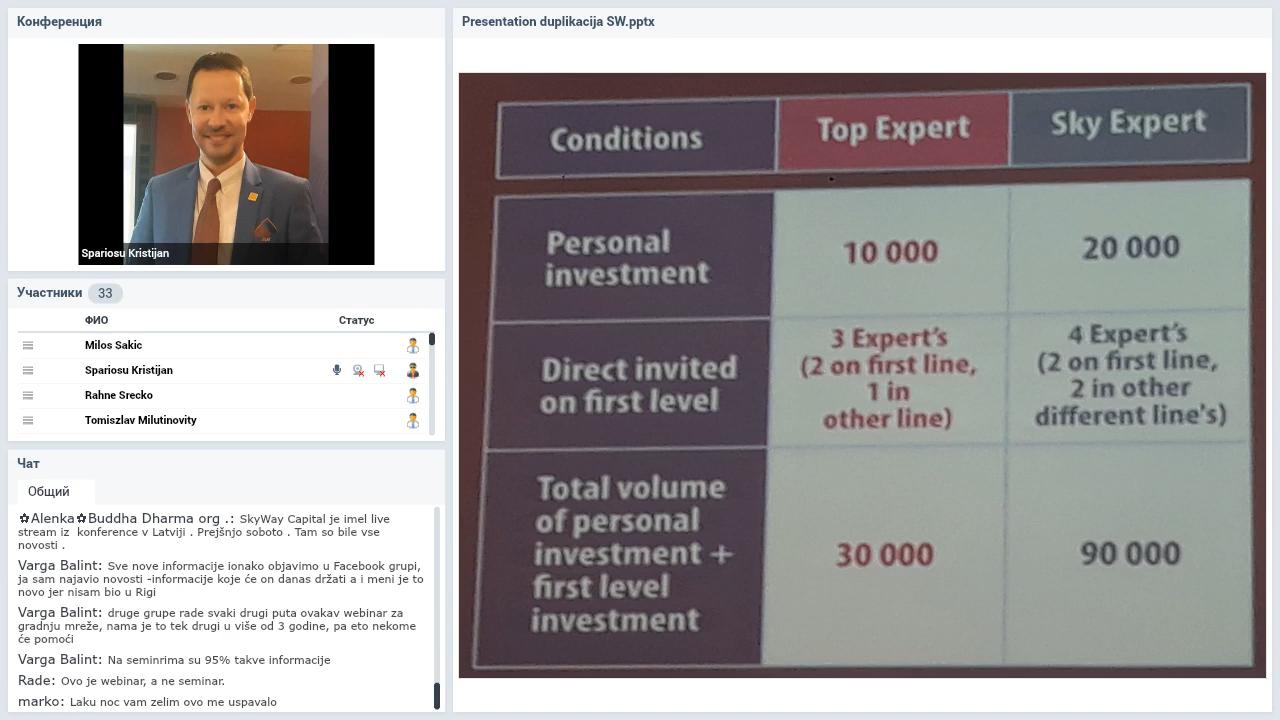 Конференция
Spariosu Kristijan
Участники 33
ФИО Статус
Milos Sakic
Spariosu Kristijan
Rahne Srecko
Tomiszlav Milutinovity
Чат
Общий
✿Alenka✿Buddha Dharma org .: SkyWay Capital je imel live
stream iz konference v Latviji . Prejšnjo soboto . Tam so bile vse
novosti .
Varga Balint: Sve nove informacije ionako objavimo u Facebook grupi,
ja sam najavio novosti -informacije koje će on danas držati a i meni je to
novo jer nisam bio u Rigi
Varga Balint: druge grupe rade svaki drugi puta ovakav webinar za
gradnju mreže, nama je to tek drugi u više od 3 godine, pa eto nekome
će pomoći
Varga Balint: Na seminrima su 95% takve informacije
Rade: Ovo je webinar, a ne seminar.
marko: Laku noc vam zelim ovo me uspavalo
Presentation duplikacija SW.pptx
Conditions Top Expert Sky Expert
Personal
investment
10 000 20 000
Direct invited
on first level
3 Expert's
(2 on first line,
1 in
other line)
4 Expert's
(2 on first line,
2 in other
different line's)
Total volume
of personal
investment +
first level
investment
30 000 90 000